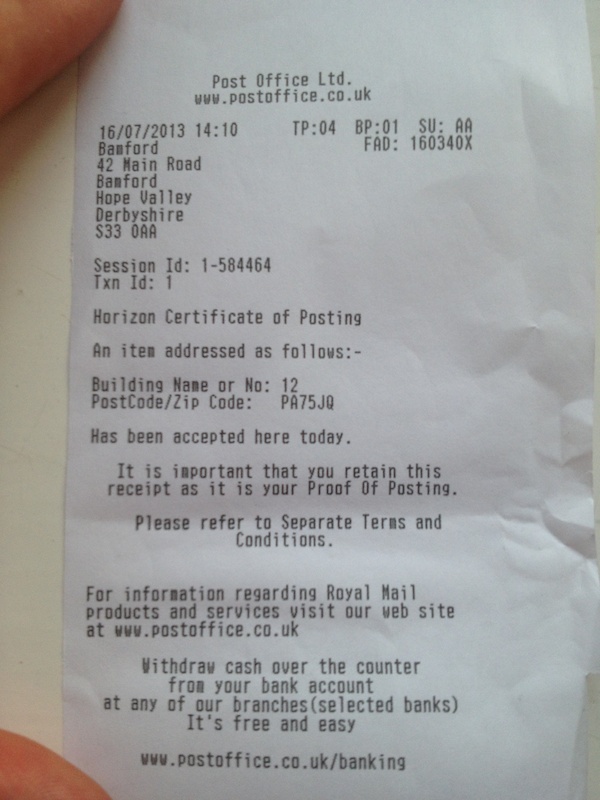 Post Office Ltd.
www.postoffice.co.uk
16/07/2013 14:10 TP:04 BP:01 SU: AA
Bamford FAD: 160340X
42 Main Road
Bamford
Hope Valley
Derbyshire
S33 0AA
Session Id: 1-584464
Txn Id: 1
Horizon Certificate of Posting
An item addressed as follows:-
Building Name or No: 12
PostCode/Zip Code: PA75JQ
Has been accepted here today.
It is important that you retain this
receipt as it is your Proof Of Posting.
Please refer to Separate Terms and
Conditions.
For information regarding Royal Mail
products and services visit our web site
at www.postoffice.co.uk
Withdraw cash over the counter
from your bank account
at any of our branches(selected banks)
It's free and easy
www.postoffice.co.uk/banking